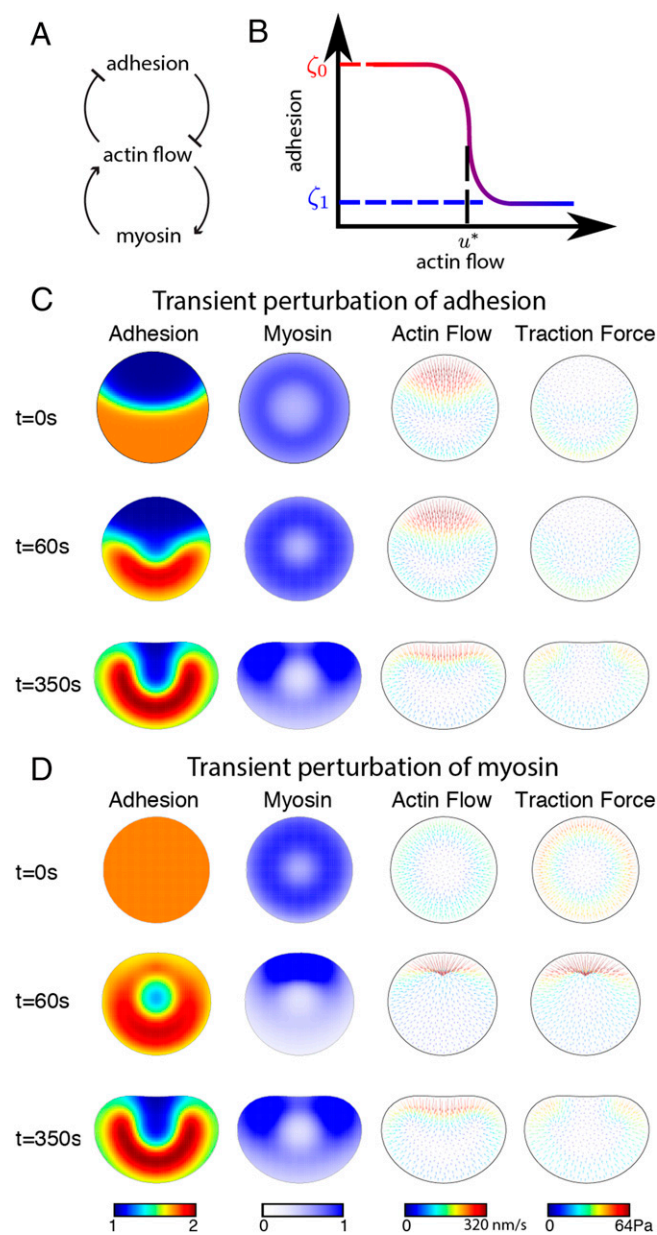 A
adhesion
actin flow
myosin
B
adhesion
ζ0
ζ1
u*
actin flow
C Transient perturbation of adhesion
Adhesion Myosin Actin Flow Traction Force
t=0s
t=60s
t=350s
D Transient perturbation of myosin
Adhesion Myosin Actin Flow Traction Force
t=0s
t=60s
t=350s
1 2 0 1 0 320 nm/s 0 64Pa